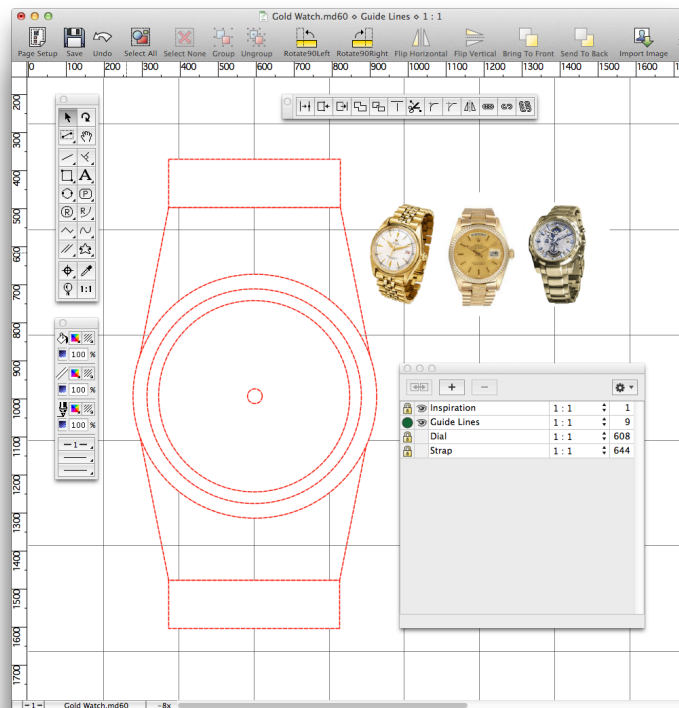 Gold Watch.md60 ⋄ Guide Lines ⋄ 1 : 1
Page Setup Save Undo Select All Select None Group Ungroup Rotate90Left Rotate90Right Flip Horizontal Flip Vertical Bring To Front Send To Back Import Image
0 100 200 300 400 500 600 700 800 900 1000 1100 1200 1300 1400 1500 1600
200
300
400
500
600
700
800
900
1000
1100
1200
1300
1400
1500
1600
1700
A
P
R R
1:1
100 %
100 %
100 %
1
Inspiration 1 : 1 1
Guide Lines 1 : 1 9
Dial 1 : 1 608
Strap 1 : 1 644
-1- Gold Watch.md60 -8x